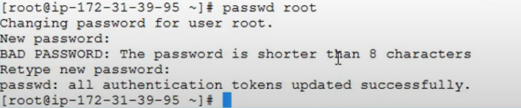 [root@ip-172-31-39-95 ~]# passwd root
Changing password for user root.
New password:
BAD PASSWORD: The password is shorter than 8 characters
Retype new password:
passwd: all authentication tokens updated successfully.
[root@ip-172-31-39-95 ~]#